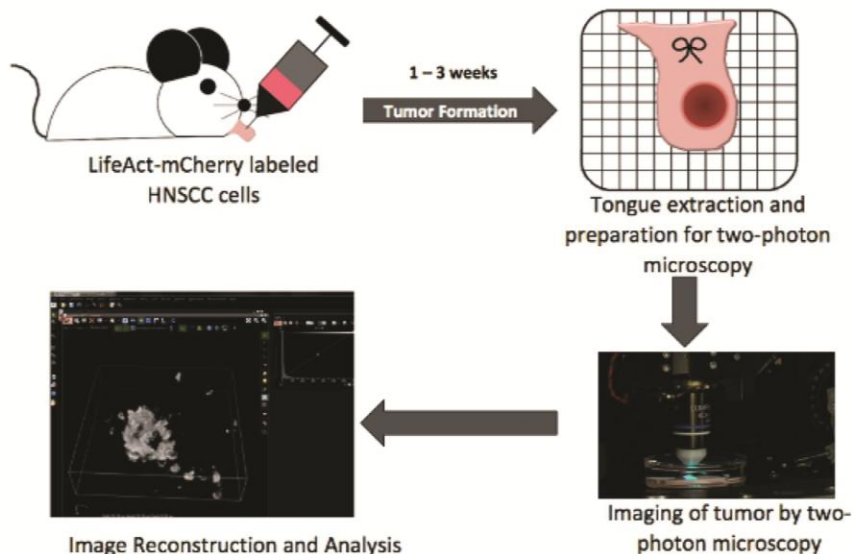 1 – 3 weeks
Tumor Formation
LifeAct-mCherry labeled
HNSCC cells
Tongue extraction and
preparation for two-photon
microscopy
Imaging of tumor by two-
photon microscopy
Image Reconstruction and Analysis